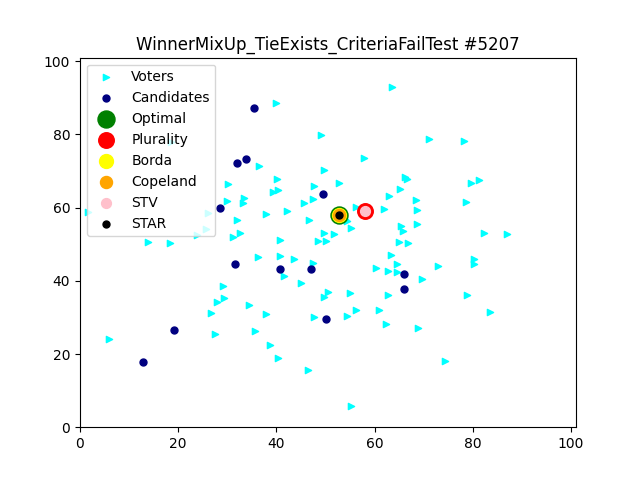 WinnerMixUp_TieExists_CriteriaFailTest #5207
100
80
60
40
20
0
Voters
Candidates
Optimal
Plurality
Borda
Copeland
STV
STAR
0 20 40 60 80 100